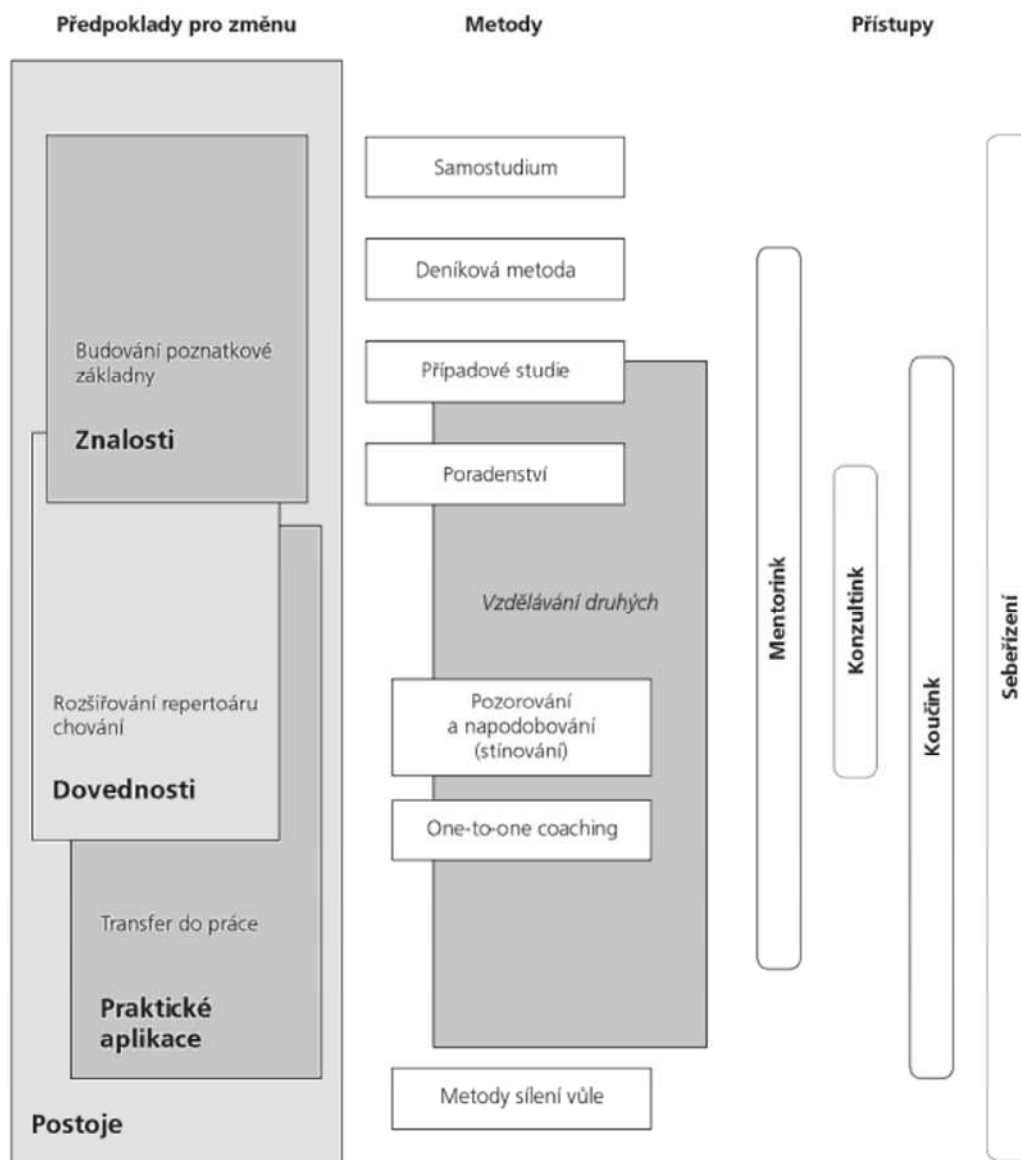 Předpoklady pro změnu
Metody
Přístupy
Budování poznatkové
základny
Znalosti
Rozšiřování repertoáru
chování
Dovednosti
Transfer do práce
Praktické
aplikace
Postoje
Samostudium
Deníková metoda
Případové studie
Poradenství
Vzdělávání druhých
Pozorování
a napodobování
(stínování)
One-to-one coaching
Metody sílení vůle
Mentorink
Konzultink
Koučink
Sebeřízení